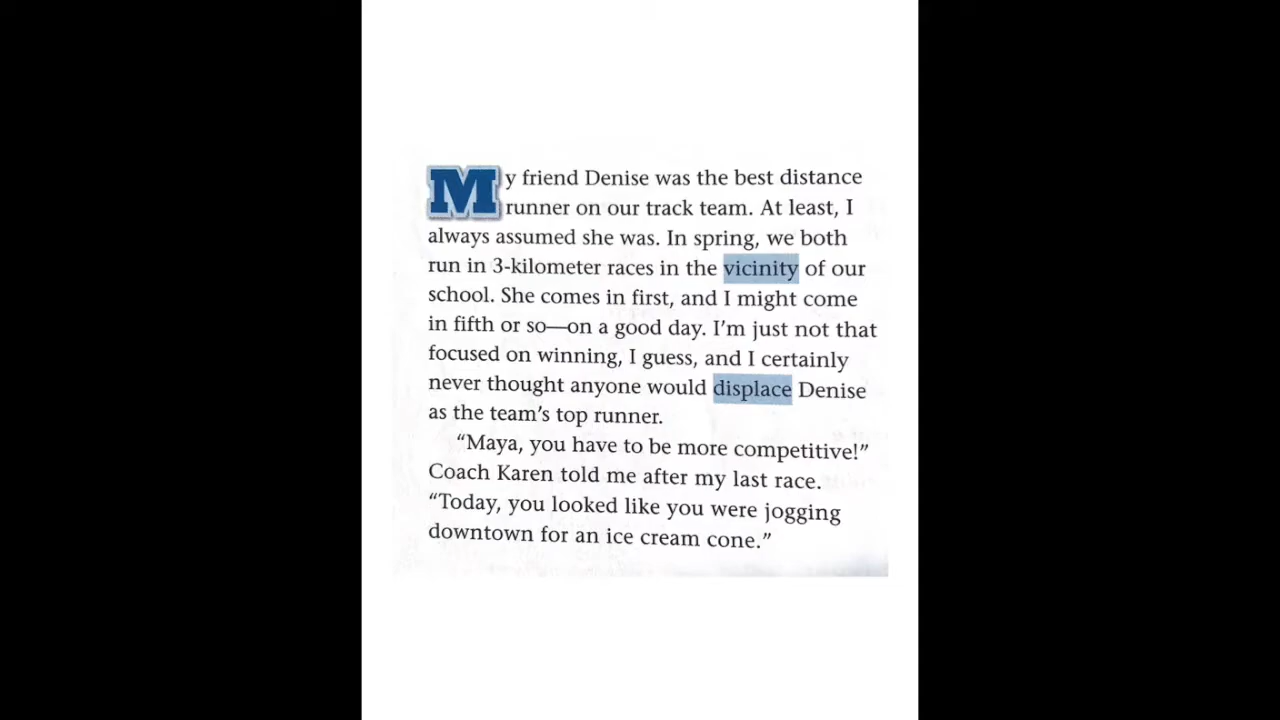 My friend Denise was the best distance
runner on our track team. At least, I
always assumed she was. In spring, we both
run in 3-kilometer races in the vicinity of our
school. She comes in first, and I might come
in fifth or so—on a good day. I’m just not that
focused on winning, I guess, and I certainly
never thought anyone would displace Denise
as the team’s top runner.
“Maya, you have to be more competitive!”
Coach Karen told me after my last race.
“Today, you looked like you were jogging
downtown for an ice cream cone.”